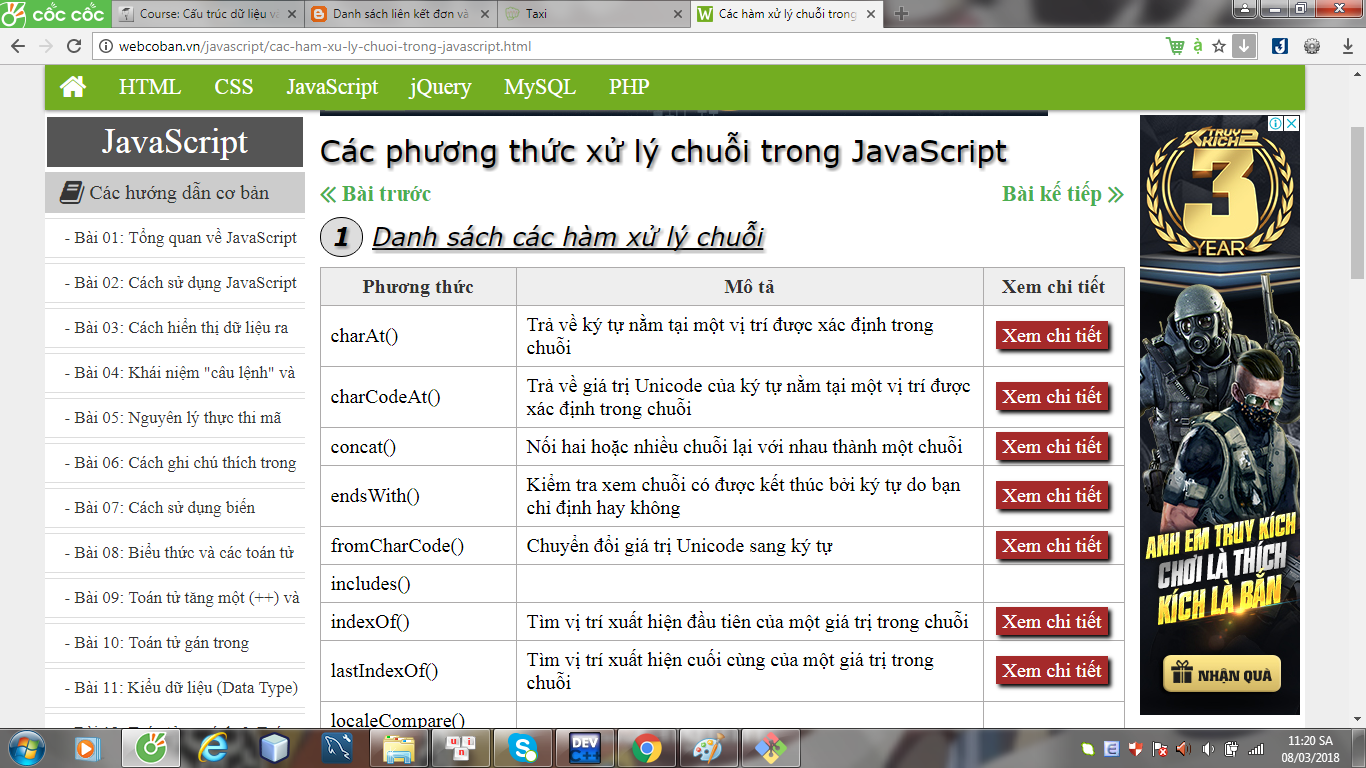 cốc cốc
Course: Cấu trúc dữ liệu v
Danh sách liên kết đơn và
Taxi
Các hàm xử lý chuỗi trong
webcoban.vn/javascript/cac-ham-xu-ly-chuoi-trong-javascript.html
HTML CSS JavaScript jQuery MySQL PHP
JavaScript
Các hướng dẫn cơ bản
- Bài 01: Tổng quan về JavaScript
- Bài 02: Cách sử dụng JavaScript
- Bài 03: Cách hiển thị dữ liệu ra
- Bài 04: Khái niệm "câu lệnh" và
- Bài 05: Nguyên lý thực thi mã
- Bài 06: Cách ghi chú thích trong
- Bài 07: Cách sử dụng biến
- Bài 08: Biểu thức và các toán tử
- Bài 09: Toán tử tăng một (++) và
- Bài 10: Toán tử gán trong
- Bài 11: Kiểu dữ liệu (Data Type)
Các phương thức xử lý chuỗi trong JavaScript
Bài trước
Bài kế tiếp
1 Danh sách các hàm xử lý chuỗi
Phương thức Mô tả Xem chi tiết
charAt() Trả về ký tự nằm tại một vị trí được xác định trong
chuỗi
Xem chi tiết
charCodeAt() Trả về giá trị Unicode của ký tự nằm tại một vị trí được
xác định trong chuỗi
Xem chi tiết
concat() Nối hai hoặc nhiều chuỗi lại với nhau thành một chuỗi Xem chi tiết
endsWith() Kiểm tra xem chuỗi có được kết thúc bởi ký tự do bạn
chỉ định hay không
Xem chi tiết
fromCharCode() Chuyển đổi giá trị Unicode sang ký tự Xem chi tiết
includes()
indexOf() Tìm vị trí xuất hiện đầu tiên của một giá trị trong chuỗi Xem chi tiết
lastIndexOf() Tìm vị trí xuất hiện cuối cùng của một giá trị trong
chuỗi
Xem chi tiết
localeCompare()
TRUY
KICH2
3
YEAR
ANH EM TRUY KÍCH
CHƠI LÀ THÍCH
KÍCH LÀ BẮN
NHẬN QUÀ
DEV
C++
11:20 SA
08/03/2018